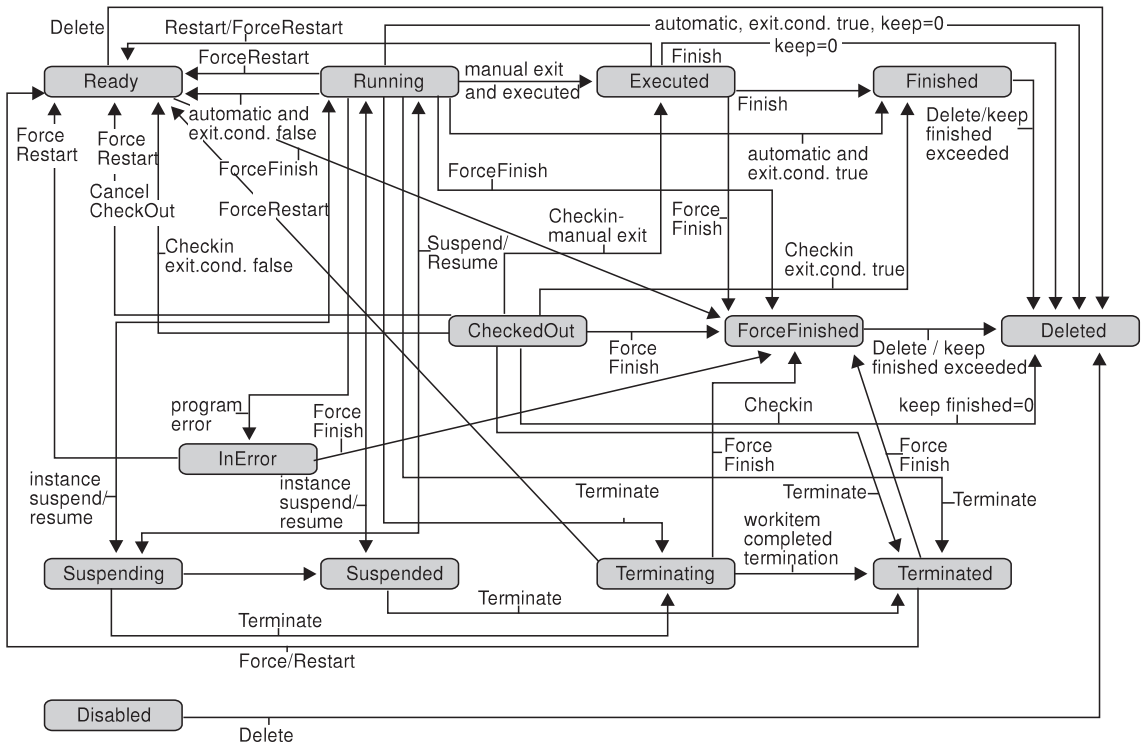 Delete
Restart/ForceRestart
automatic, exit.cond. true, keep=0
keep=0
ForceRestart
Finish
Ready
Running
manual exit
and executed
Executed
Finish
Finished
automatic and
exit.cond. false
Delete/keep
finished
exceeded
Force
Restart
Force
Restart
ForceFinish
ForceFinish
automatic and
exit.cond. true
Cancel
CheckOut
ForceRestart
Checkin-
manual exit
Force
Finish
Checkin
exit.cond. false
Suspend/
Resume
Checkin
exit.cond. true
CheckedOut
ForceFinished
Deleted
Force
Finish
Delete / keep
finished exceeded
program
error
Force
Finish
Checkin
keep finished=0
InError
Force
Finish
Force
Finish
instance
suspend/
resume
instance
suspend/
resume
Terminate
Terminate
Terminate
workitem
completed
termination
Suspending
Suspended
Terminating
Terminated
Terminate
Terminate
Force/Restart
Disabled
Delete